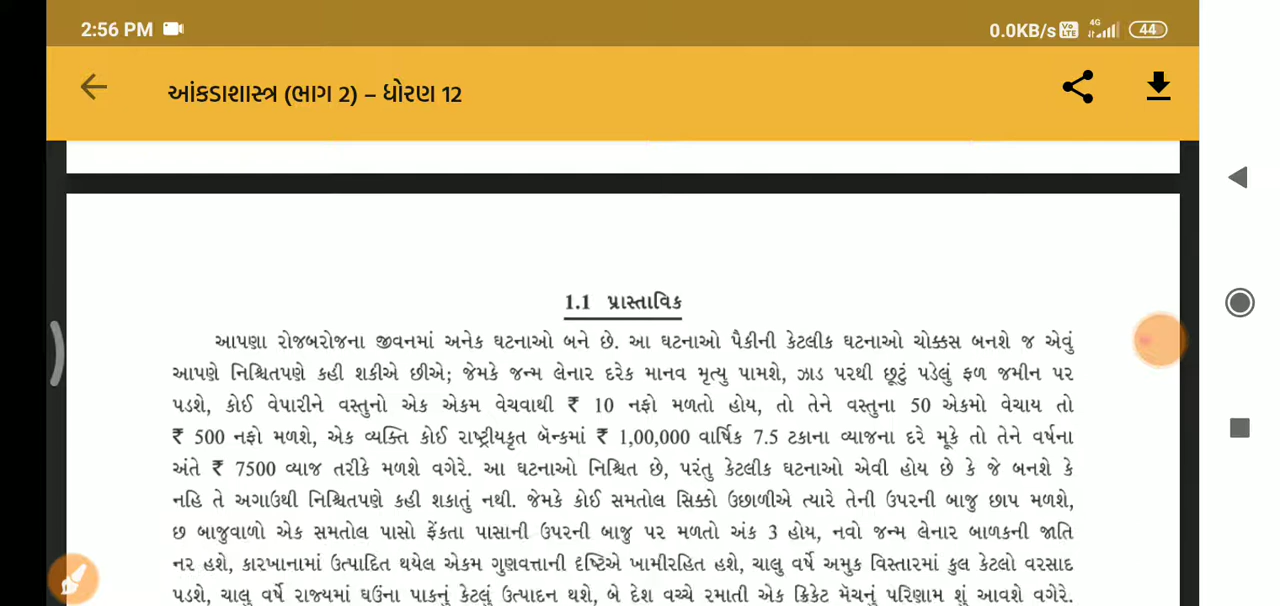 2:56 PM 0.0KB/s Vo LTE 4G 44
આંકડાશાસ્ત્ર (ભાગ 2) – ધોરણ 12
1.1 પ્રાસ્તાવિક
આપણા રોજબરોજના જીવનમાં અનેક ઘટનાઓ બને છે. આ ઘટનાઓ પૈકીની કેટલીક ઘટનાઓ ચોક્કસ બનશે જ એવું
આપણે નિશ્ચિતપણે કહી શકીએ છીએ; જેમકે જન્મ લેનાર દરેક માનવ મૃત્યુ પામશે, ઝાડ પરથી છૂટું પડેલું ફળ જમીન પર
પડશે, કોઈ વેપારીને વસ્તુનો એક એકમ વેચવાથી ₹ 10 નફો મળતો હોય, તો તેને વસ્તુના 50 એકમો વેચાય તો
₹ 500 નફો મળશે, એક વ્યક્તિ કોઈ રાષ્ટ્રીયકૃત બૅન્કમાં ₹ 1,00,000 વાર્ષિક 7.5 ટકાના વ્યાજના દરે મૂકે તો તેને વર્ષના
અંતે ₹ 7500 વ્યાજ તરીકે મળશે વગેરે. આ ઘટનાઓ નિશ્ચિત છે, પરંતુ કેટલીક ઘટનાઓ એવી હોય છે કે જે બનશે કે
નહિ તે અગાઉથી નિશ્ચિતપણે કહી શકાતું નથી. જેમકે કોઈ સમતોલ સિક્કો ઉછાળીએ ત્યારે તેની ઉપરની બાજુ છાપ મળશે,
છ બાજુવાળો એક સમતોલ પાસો ફેંકતા પાસાની ઉપરની બાજુ પર મળતો અંક 3 હોય, નવો જન્મ લેનાર બાળકની જાતિ
નર હશે, કારખાનામાં ઉત્પાદિત થયેલ એકમ ગુણવત્તાની દૃષ્ટિએ ખામીરહિત હશે, ચાલુ વર્ષે અમુક વિસ્તારમાં કુલ કેટલો વરસાદ
પડશે, ચાલુ વર્ષે રાજ્યમાં ઘઉંના પાકનું કેટલું ઉત્પાદન થશે, બે દેશ વચ્ચે રમાતી એક ક્રિકેટ મૅચનું પરિણામ શું આવશે વગેરે.